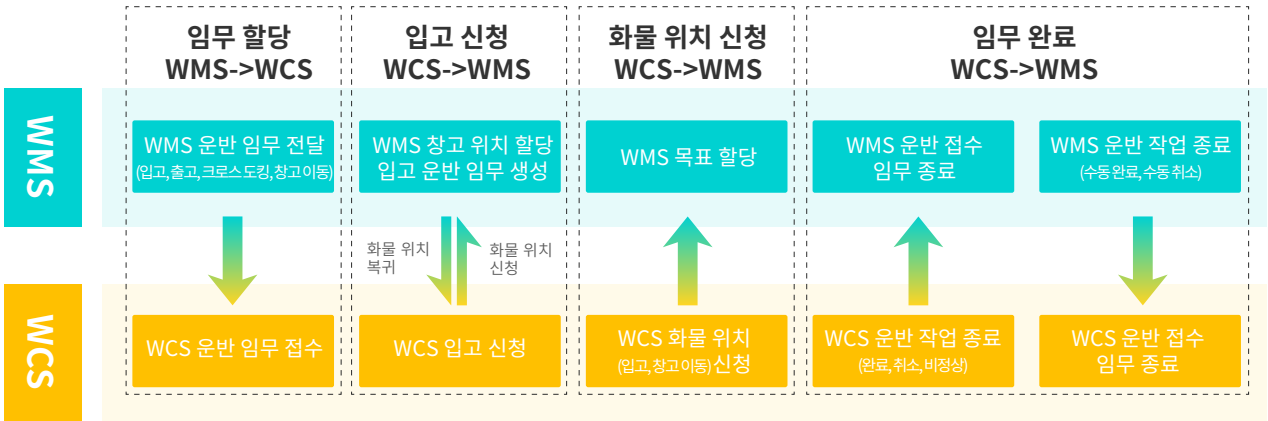 임무 할당
WMS->WCS
입고 신청
WCS->WMS
화물 위치 신청
WCS->WMS
임무 완료
WCS->WMS
WMS
WMS 운반 임무 전달
(입고,출고,크로스 도킹,창고 이동)
WMS 창고 위치 할당
입고 운반 임무 생성
WMS 목표 할당
WMS 운반 접수
임무 종료
WMS 운반 작업 종료
(수동 완료, 수동 취소)
화물 위치
복귀
화물 위치
신청
WCS
WCS 운반 임무 접수
WCS 입고 신청
WCS 화물 위치
(입고, 창고 이동) 신청
WCS 운반 작업 종료
(완료, 취소, 비정상)
WCS 운반 접수
임무 종료